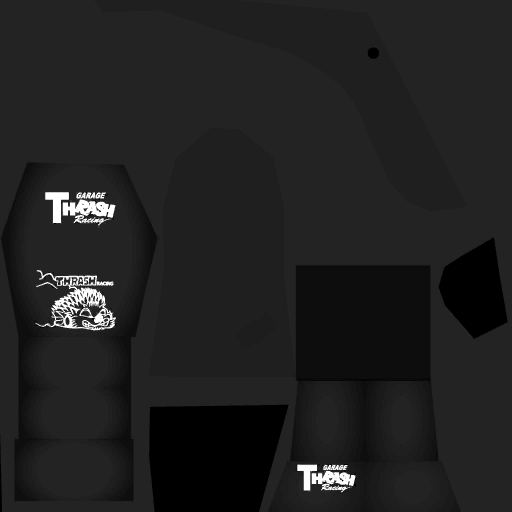 GARAGE
THRASH
Racing
THRASH RACING
GARAGE
THRASH
Racing